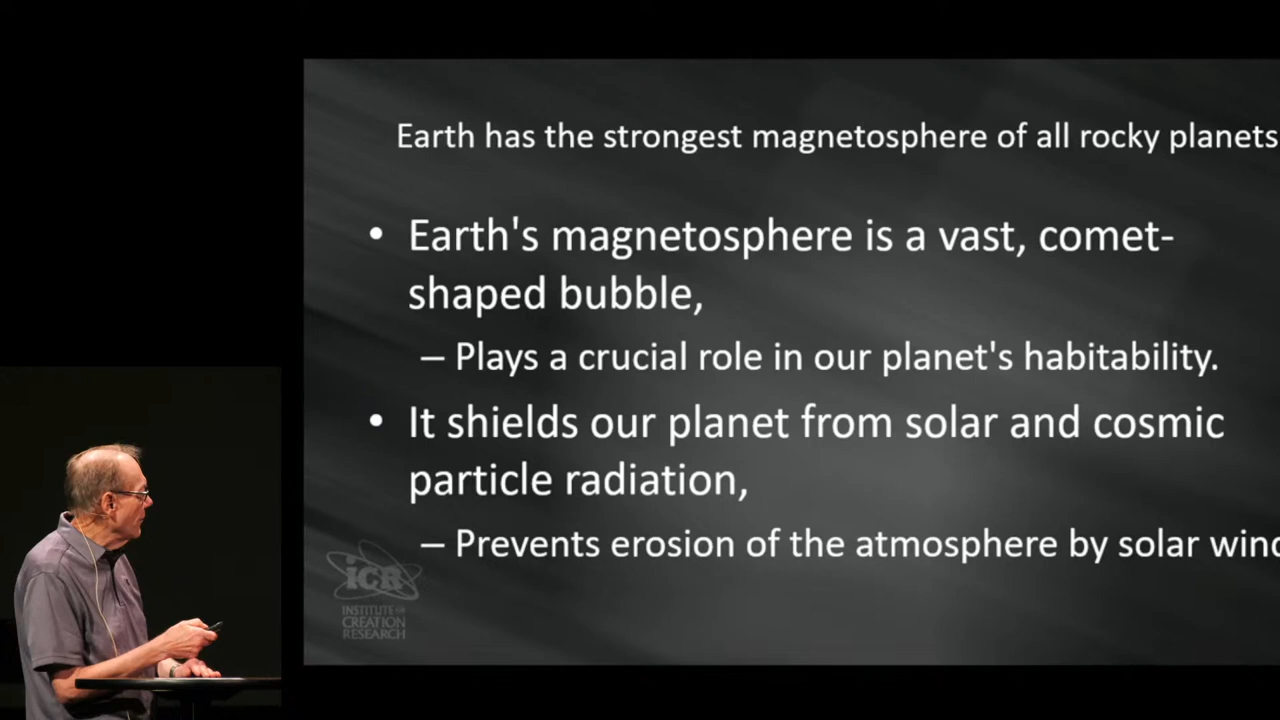 Earth has the strongest magnetosphere of all rocky planets
• Earth's magnetosphere is a vast, comet-
shaped bubble,
– Plays a crucial role in our planet's habitability.
• It shields our planet from solar and cosmic
particle radiation,
– Prevents erosion of the atmosphere by solar wind
icr
INSTITUTE for
CREATION
RESEARCH